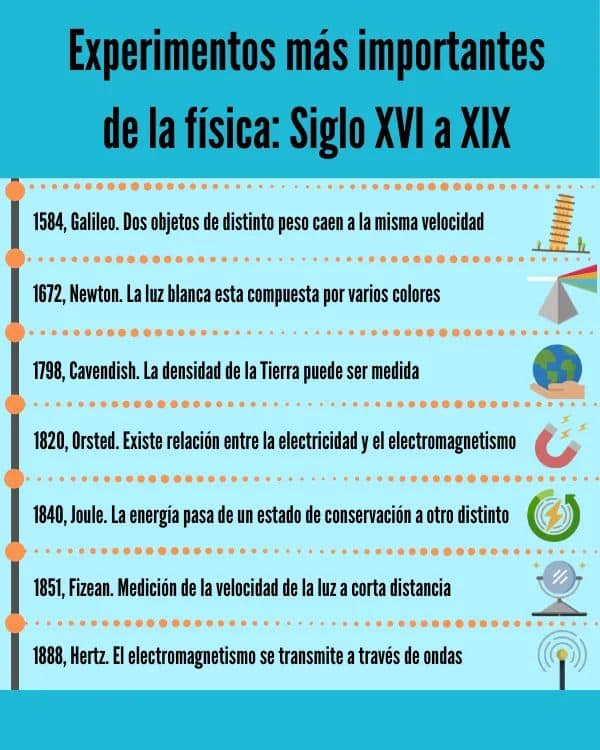 Experimentos más importantes
de la física: Siglo XVI a XIX
1584, Galileo. Dos objetos de distinto peso caen a la misma velocidad
1672, Newton. La luz blanca esta compuesta por varios colores
1798, Cavendish. La densidad de la Tierra puede ser medida
1820, Orsted. Existe relación entre la electricidad y el electromagnetismo
1840, Joule. La energía pasa de un estado de conservación a otro distinto
1851, Fizean. Medición de la velocidad de la luz a corta distancia
1888, Hertz. El electromagnetismo se transmite a través de ondas